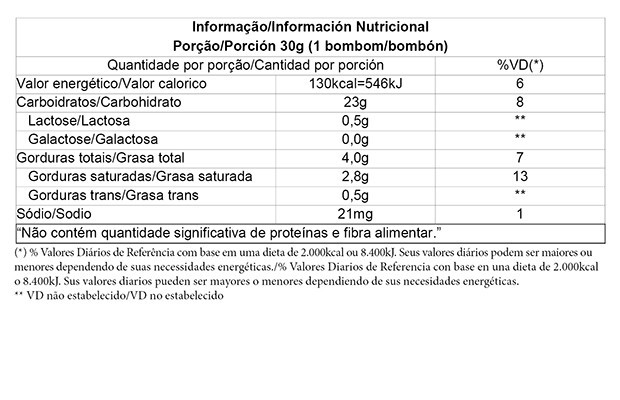 Informação/Información Nutricional
Porção/Porción 30g (1 bombom/bombón)
Quantidade por porção/Cantidad por porción %VD(*)
Valor energético/Valor calorico 130kcal=546kJ 6
Carboidratos/Carbohidrato 23g 8
Lactose/Lactosa 0,5g **
Galactose/Galactosa 0,0g **
Gorduras totais/Grasa total 4,0g 7
Gorduras saturadas/Grasa saturada 2,8g 13
Gorduras trans/Grasa trans 0,5g **
Sódio/Sodio 21mg 1
“Não contém quantidade significativa de proteínas e fibra alimentar.”
(*) % Valores Diários de Referència com base em uma dieta de 2.000kcal ou 8.400kJ. Seus valores diários podem ser maiores ou
menores dependendo de suas necessidades energéticas./% Valores Diarios de Referencia con base en una dieta de 2.000kcal
o 8.400kJ. Sus valores diarios pueden ser mayores o menores dependiendo de sus necesidades energéticas.
** VD não estabelecido/VD no estabelecido